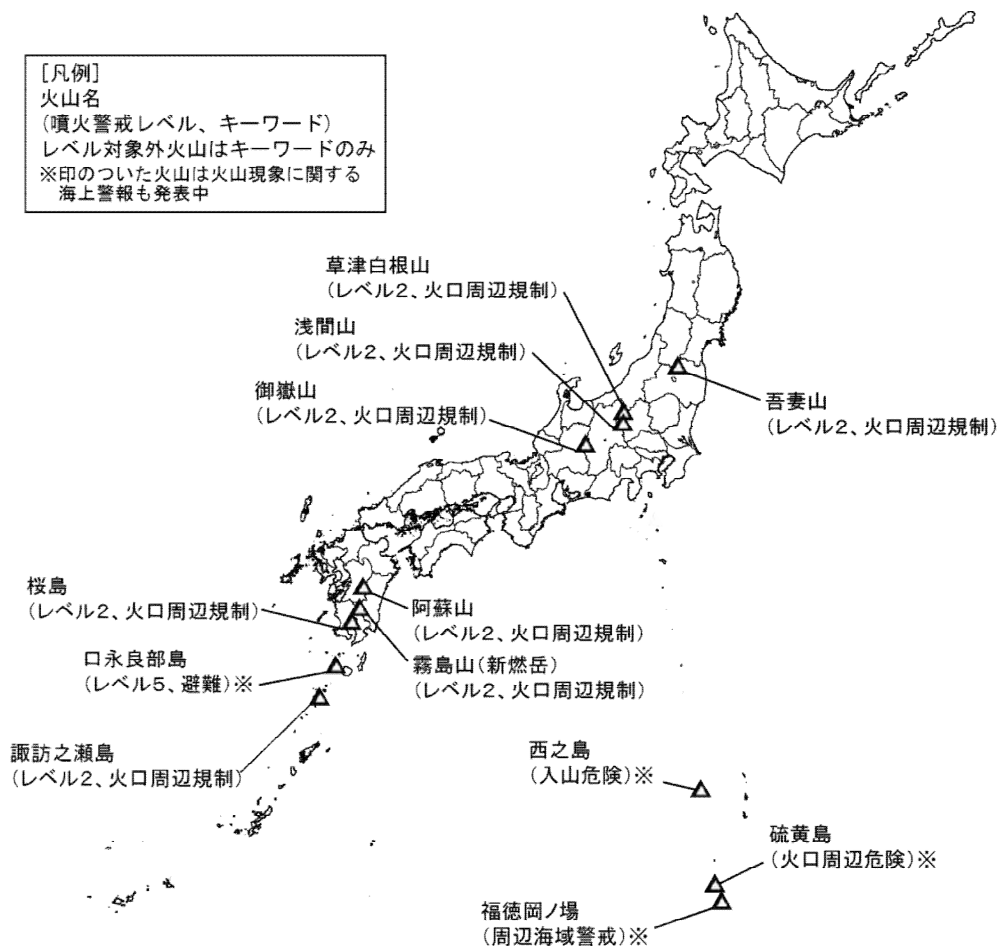 [凡例]
火山名
(噴火警戒レベル、キーワード)
レベル対象外火山はキーワードのみ
※印のついた火山は火山現象に関する
海上警報も発表中
草津白根山
(レベル2、火口周辺規制)
浅間山
(レベル2、火口周辺規制)
御嶽山
(レベル2、火口周辺規制)
吾妻山
(レベル2、火口周辺規制)
桜島
(レベル2、火口周辺規制)
阿蘇山
(レベル2、火口周辺規制)
口永良部島
(レベル5、避難)※
霧島山(新燃岳)
(レベル2、火口周辺規制)
諏訪之瀬島
(レベル2、火口周辺規制)
西之島
(入山危険)※
硫黄島
(火口周辺危険)※
福徳岡ノ場
(周辺海域警戒)※